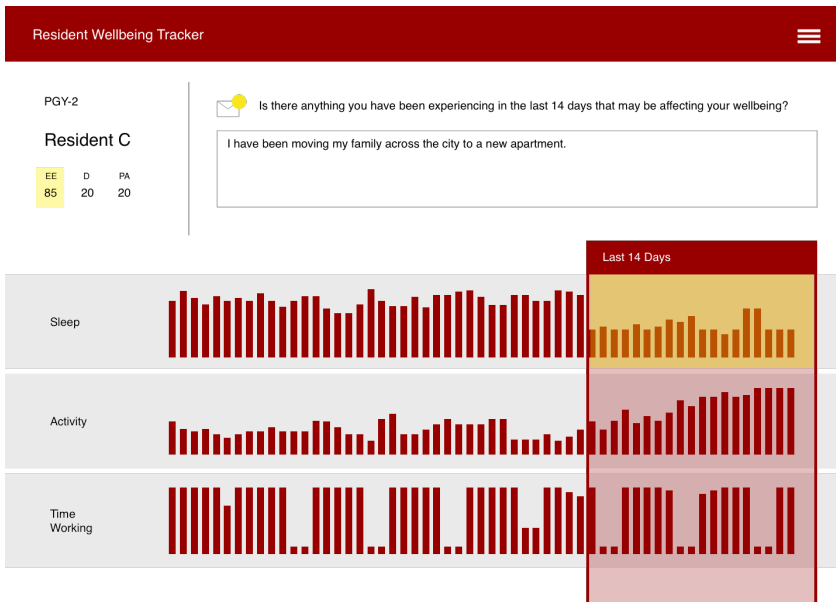 Resident Wellbeing Tracker
PGY-2
Resident C
EE D PA
85 20 20
Is there anything you have been experiencing in the last 14 days that may be affecting your wellbeing?
I have been moving my family across the city to a new apartment.
Last 14 Days
Sleep
Activity
Time
Working